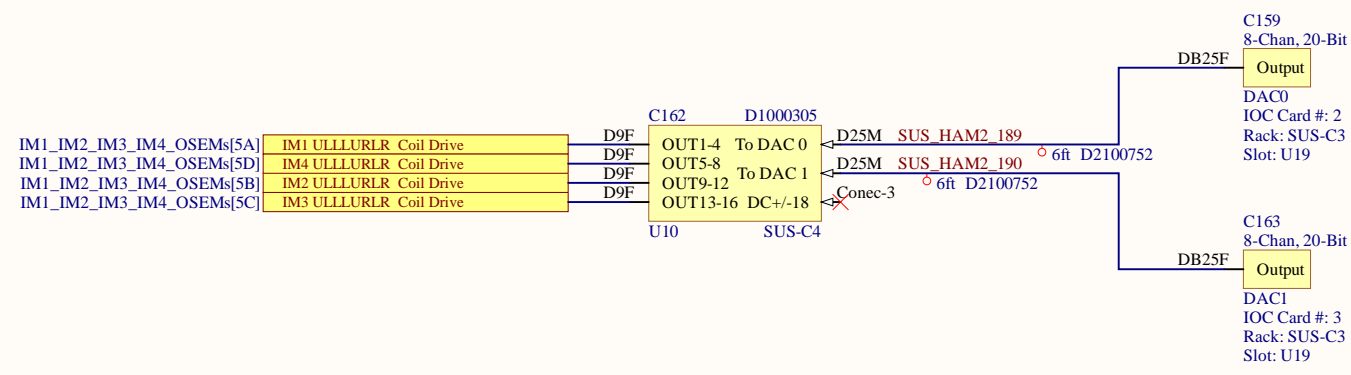 C159
8-Chan, 20-Bit
DB25F
Output
DAC0
IOC Card #: 2
Rack: SUS-C3
Slot: U19
C162 D1000305
IM1_IM2_IM3_IM4_OSEMs[5A] IM1 ULLLURLR Coil Drive D9F OUT1-4 To DAC 0 D25M SUS_HAM2_189
6ft D2100752
IM1_IM2_IM3_IM4_OSEMs[5D] IM4 ULLLURLR Coil Drive D9F OUT5-8
To DAC 1 D25M SUS_HAM2_190
6ft D2100752
IM1_IM2_IM3_IM4_OSEMs[5B] IM2 ULLLURLR Coil Drive D9F OUT9-12
IM1_IM2_IM3_IM4_OSEMs[5C] IM3 ULLLURLR Coil Drive D9F OUT13-16 DC+/-18 Conec-3
U10 SUS-C4
C163
8-Chan, 20-Bit
DB25F
Output
DAC1
IOC Card #: 3
Rack: SUS-C3
Slot: U19